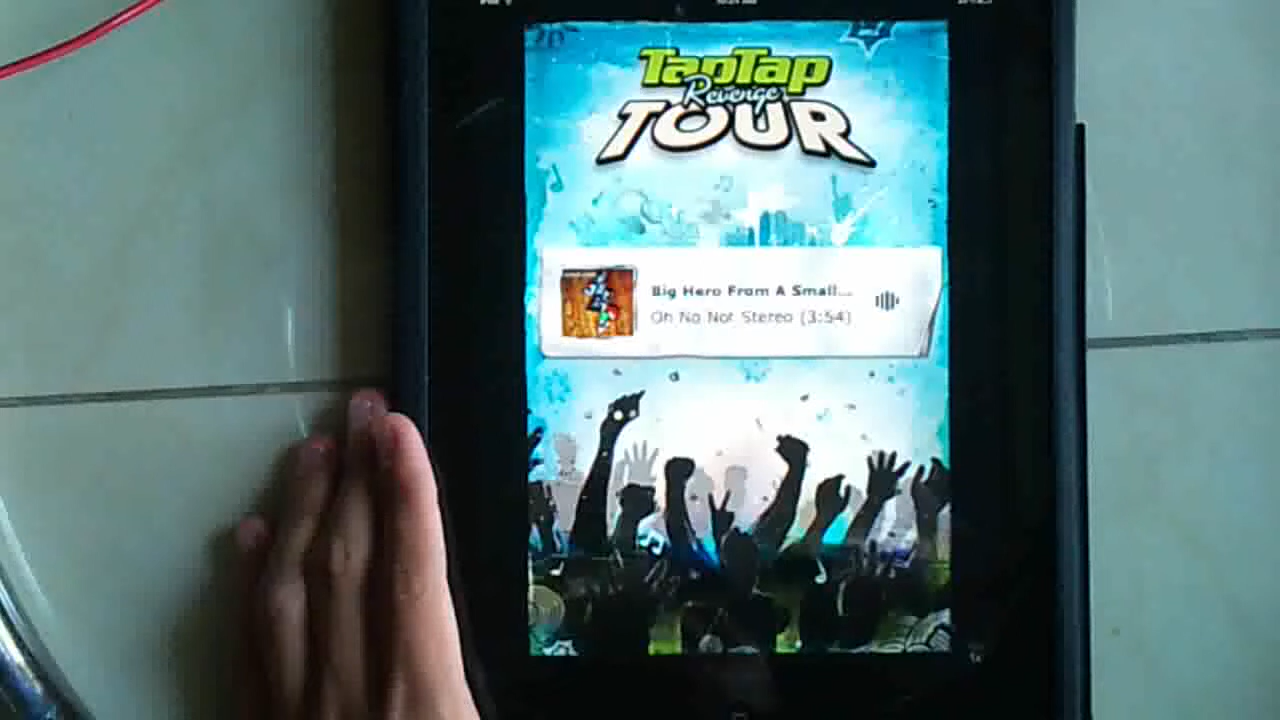 TapTap
Revenge
TOUR
Big Hero From A Small...
Oh No Not Stereo (3:54)